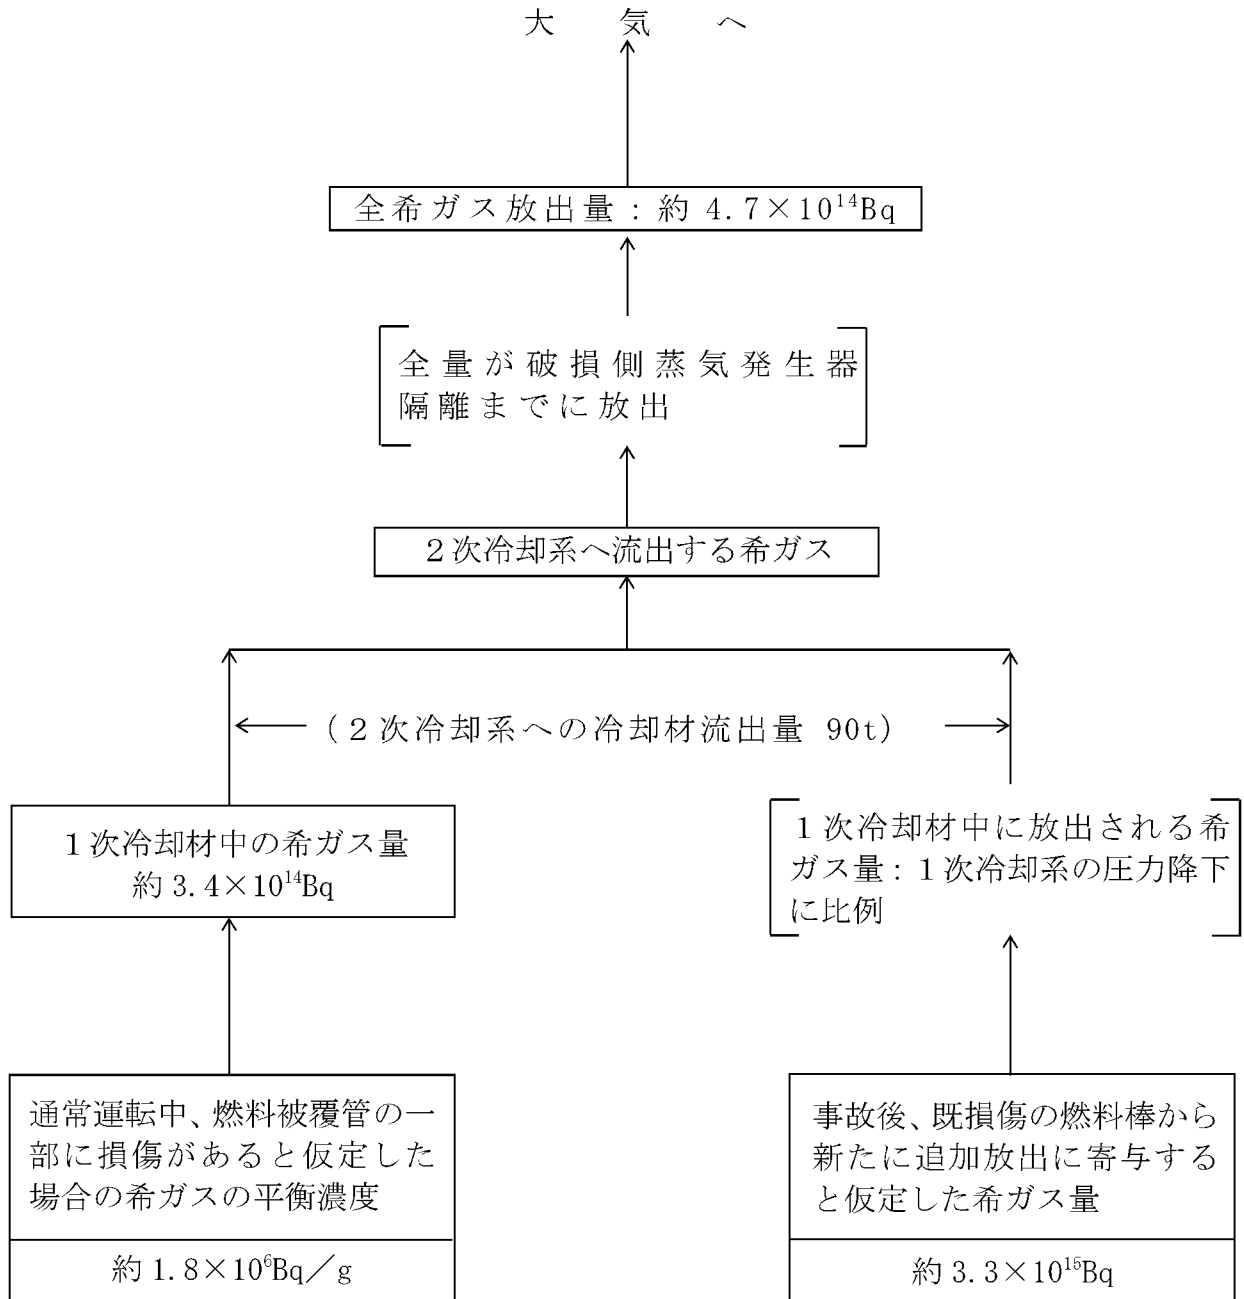 大気へ
全希ガス放出量：約 4.7×10¹⁴Bq
全量が破損側蒸気発生器
隔離までに放出
２次冷却系へ流出する希ガス
（２次冷却系への冷却材流出量 90t）
１次冷却材中の希ガス量
約 3.4×10¹⁴Bq
１次冷却材中に放出される希
ガス量：１次冷却系の圧力降下
に比例
通常運転中、燃料被覆管の一
部に損傷があると仮定した
場合の希ガスの平衡濃度
約 1.8×10⁶Bq／g
事故後、既損傷の燃料棒から
新たに追加放出に寄与する
と仮定した希ガス量
約 3.3×10¹⁵Bq